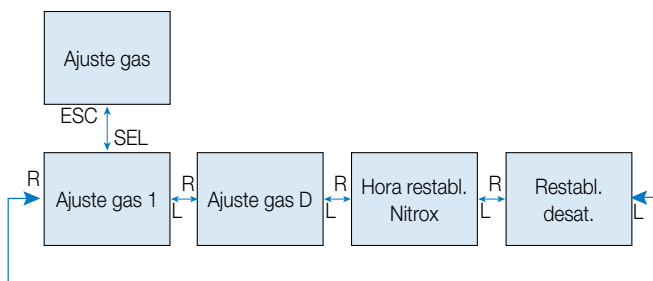 Ajuste gas
ESC
SEL
R
Ajuste gas 1
R
L
Ajuste gas D
R
L
Hora restabl.
Nitrox
R
L
Restabl.
desat.
L